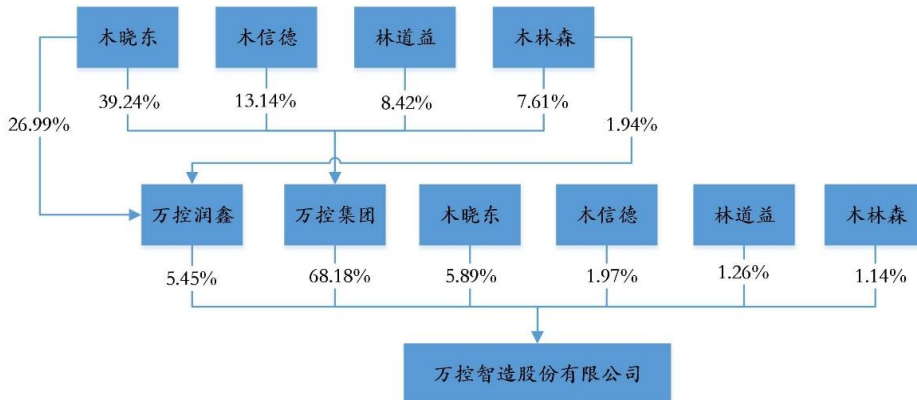 木晓东
木信德
林道益
木林森
39.24%
13.14%
8.42%
7.61%
26.99%
1.94%
万控润鑫
万控集团
木晓东
木信德
林道益
木林森
5.45%
68.18%
5.89%
1.97%
1.26%
1.14%
万控智造股份有限公司